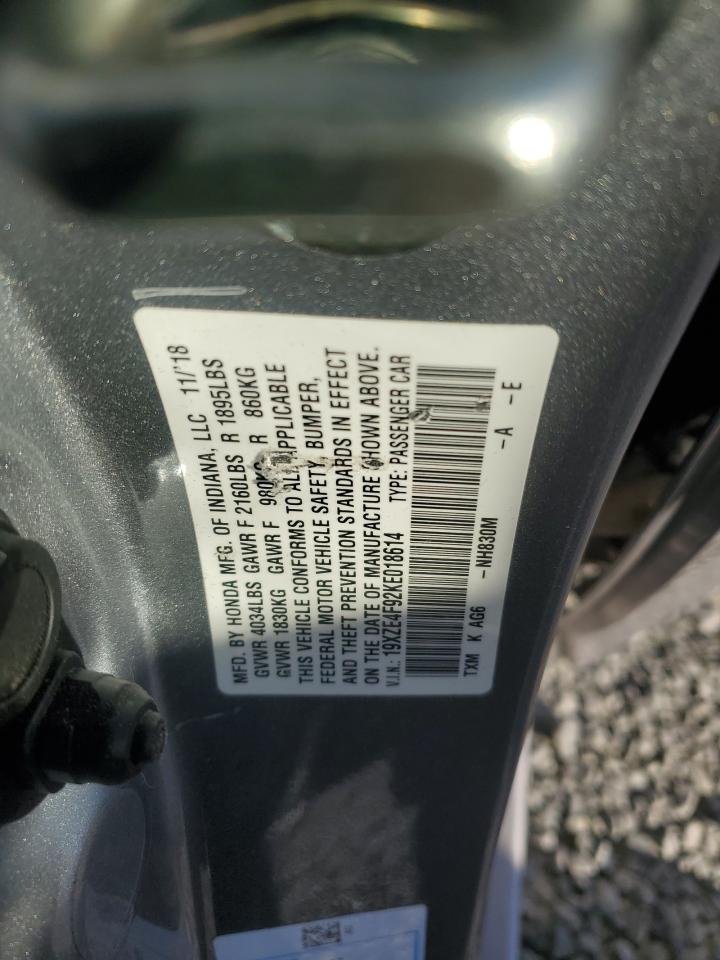 MFD. BY HONDA MFG. OF INDIANA, LLC 11/'18
GVWR 4034LBS GAWR F 2160LBS R 1895LBS
GVWR 1830KG GAWR F 980KG R 860KG
THIS VEHICLE CONFORMS TO ALL APPLICABLE
FEDERAL MOTOR VEHICLE SAFETY, BUMPER,
AND THEFT PREVENTION STANDARDS IN EFFECT
ON THE DATE OF MANUFACTURE SHOWN ABOVE.
V.I.N.: 19XZE4F92KE018614 TYPE: PASSENGER CAR
TXM K AG6 -NH830M -A -E